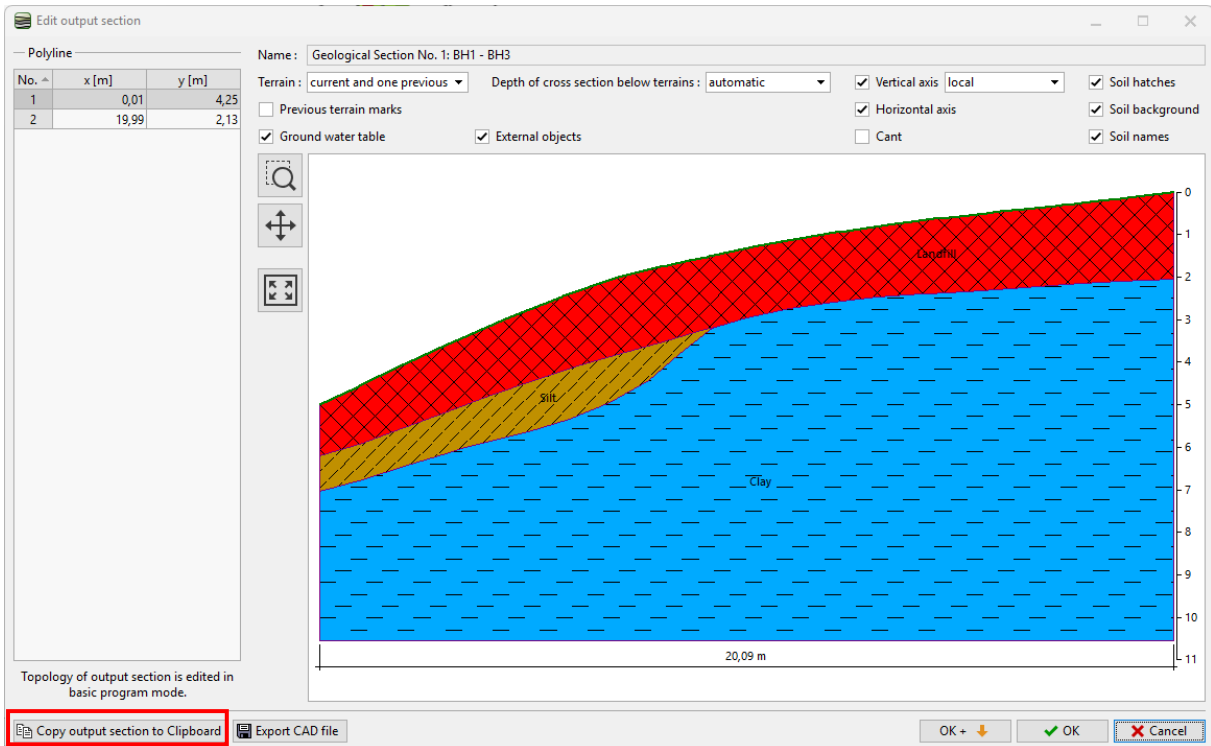 Edit output section
Polyline
No. x [m] y [m]
1 0,01 4,25
2 19,99 2,13
Topology of output section is edited in
basic program mode.
Name : Geological Section No. 1: BH1 - BH3
Terrain : current and one previous Depth of cross section below terrains : automatic Vertical axis local Soil hatches
Previous terrain marks Horizontal axis Soil background
Ground water table External objects Cant Soil names
Landfill
Silt
Clay
0
1
2
3
4
5
6
7
8
9
10
11
20,09 m
Copy output section to Clipboard Export CAD file OK + OK Cancel